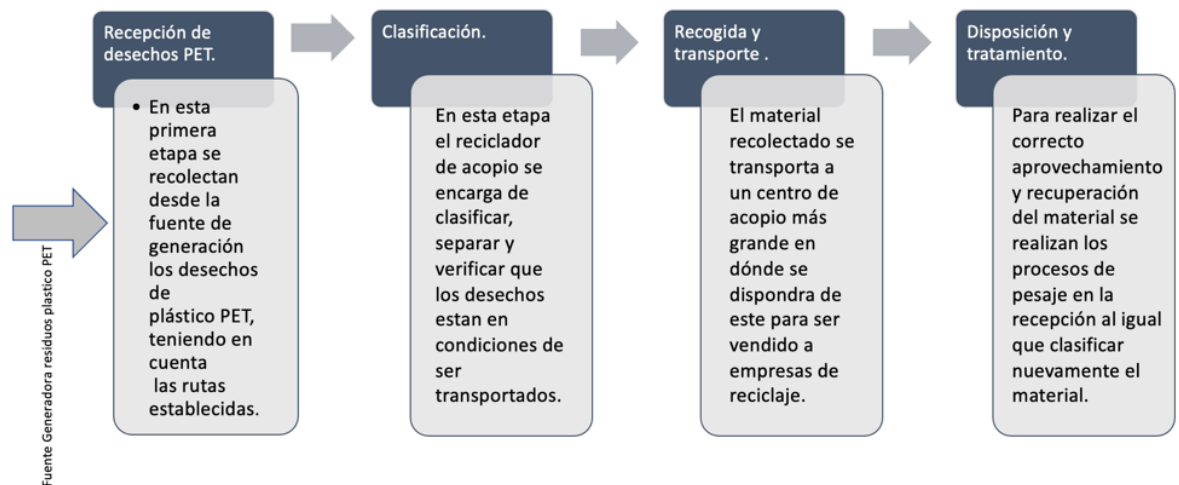 Fuente Generadora residuos plastico PET
Recepción de
desechos PET.
• En esta
primera
etapa se
recolectan
desde la
fuente de
generación
los desechos
de
plástico PET,
teniendo en
cuenta
las rutas
establecidas.
Clasificación.
En esta etapa
el reciclador
de acopio se
encarga de
clasificar,
separar y
verificar que
los desechos
estan en
condiciones de
ser
transportados.
Recogida y
transporte .
El material
recolectado se
transporta a
un centro de
acopio más
grande en
dónde se
dispondra de
este para ser
vendido a
empresas de
reciclaje.
Disposición y
tratamiento.
Para realizar el
correcto
aprovechamiento
y recuperación
del material se
realizan los
procesos de
pesaje en la
recepción al igual
que clasificar
nuevamente el
material.